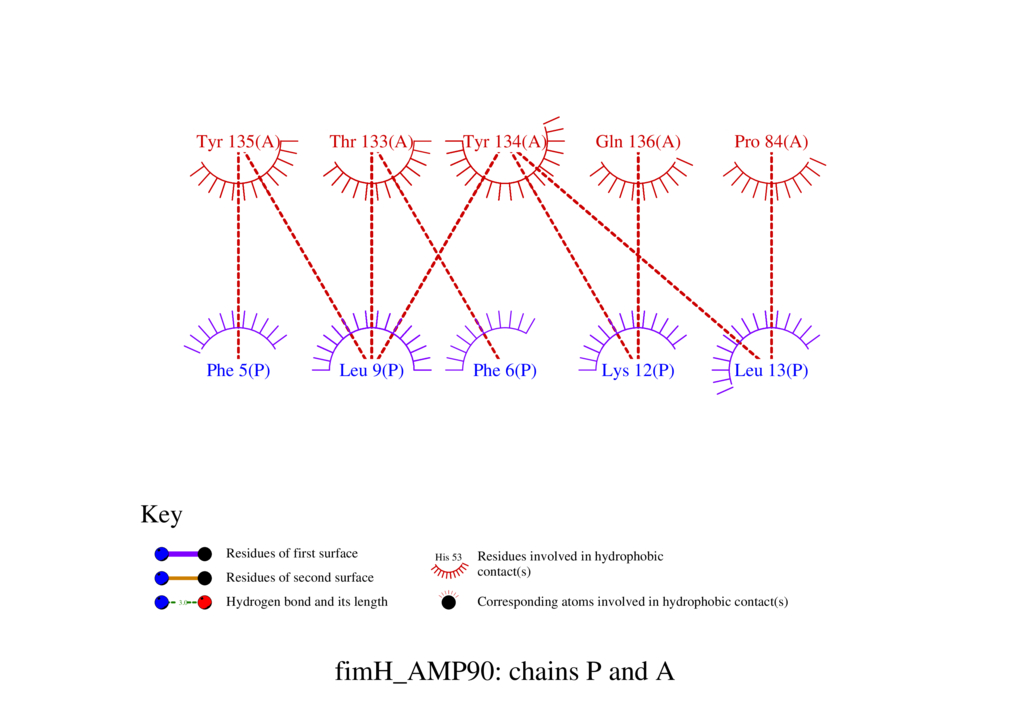 Tyr 135(A) Thr 133(A) Tyr 134(A) Gln 136(A) Pro 84(A)
Phe 5(P) Leu 9(P) Phe 6(P) Lys 12(P) Leu 13(P)
Key
Residues of first surface
Residues of second surface
3.0 Hydrogen bond and its length
His 53 Residues involved in hydrophobic
contact(s)
Corresponding atoms involved in hydrophobic contact(s)
fimH_AMP90: chains P and A